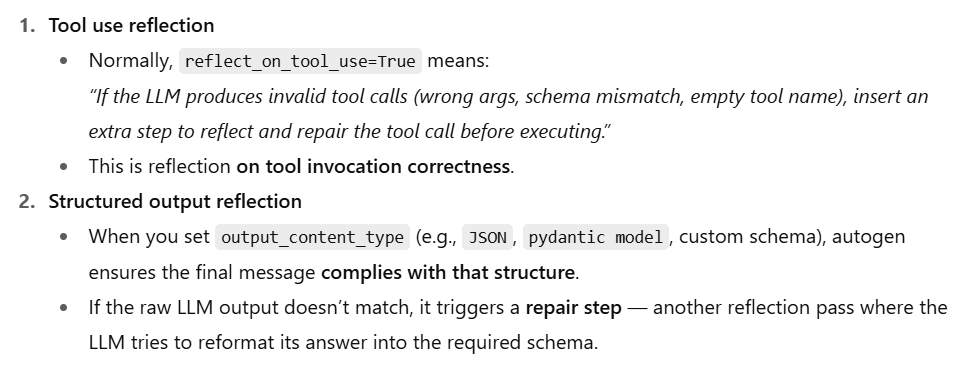 1. Tool use reflection
• Normally, reflect_on_tool_use=True means:
“If the LLM produces invalid tool calls (wrong args, schema mismatch, empty tool name), insert an
extra step to reflect and repair the tool call before executing.”
• This is reflection on tool invocation correctness.
2. Structured output reflection
• When you set output_content_type (e.g., JSON, pydantic model, custom schema), autogen
ensures the final message complies with that structure.
• If the raw LLM output doesn’t match, it triggers a repair step — another reflection pass where the
LLM tries to reformat its answer into the required schema.